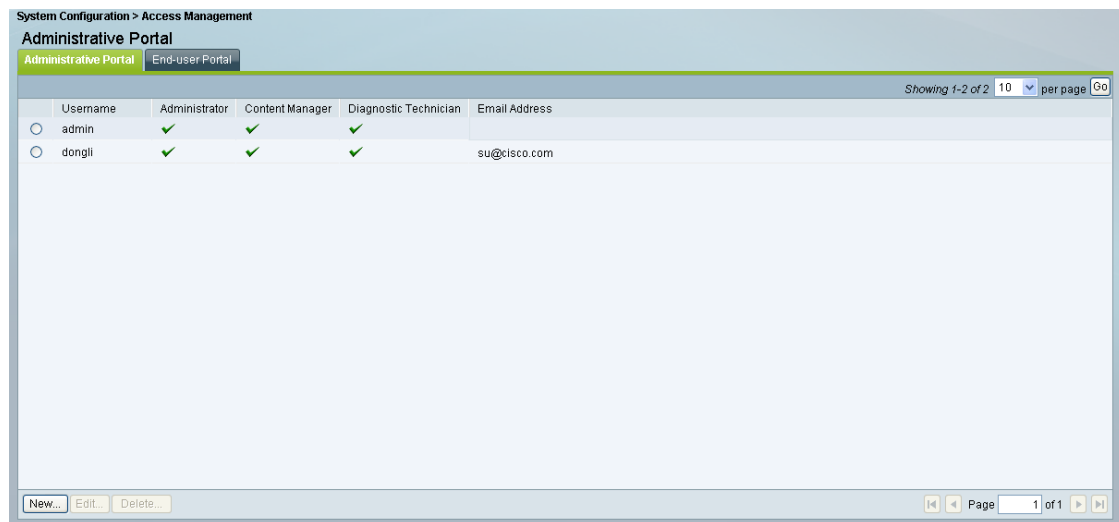 System Configuration > Access Management
Administrative Portal
Administrative Portal End-user Portal
Showing 1-2 of 2 10 per page Go
Username Administrator Content Manager Diagnostic Technician Email Address
admin
dongli su@cisco.com
New... Edit... Delete... Page 1 of 1